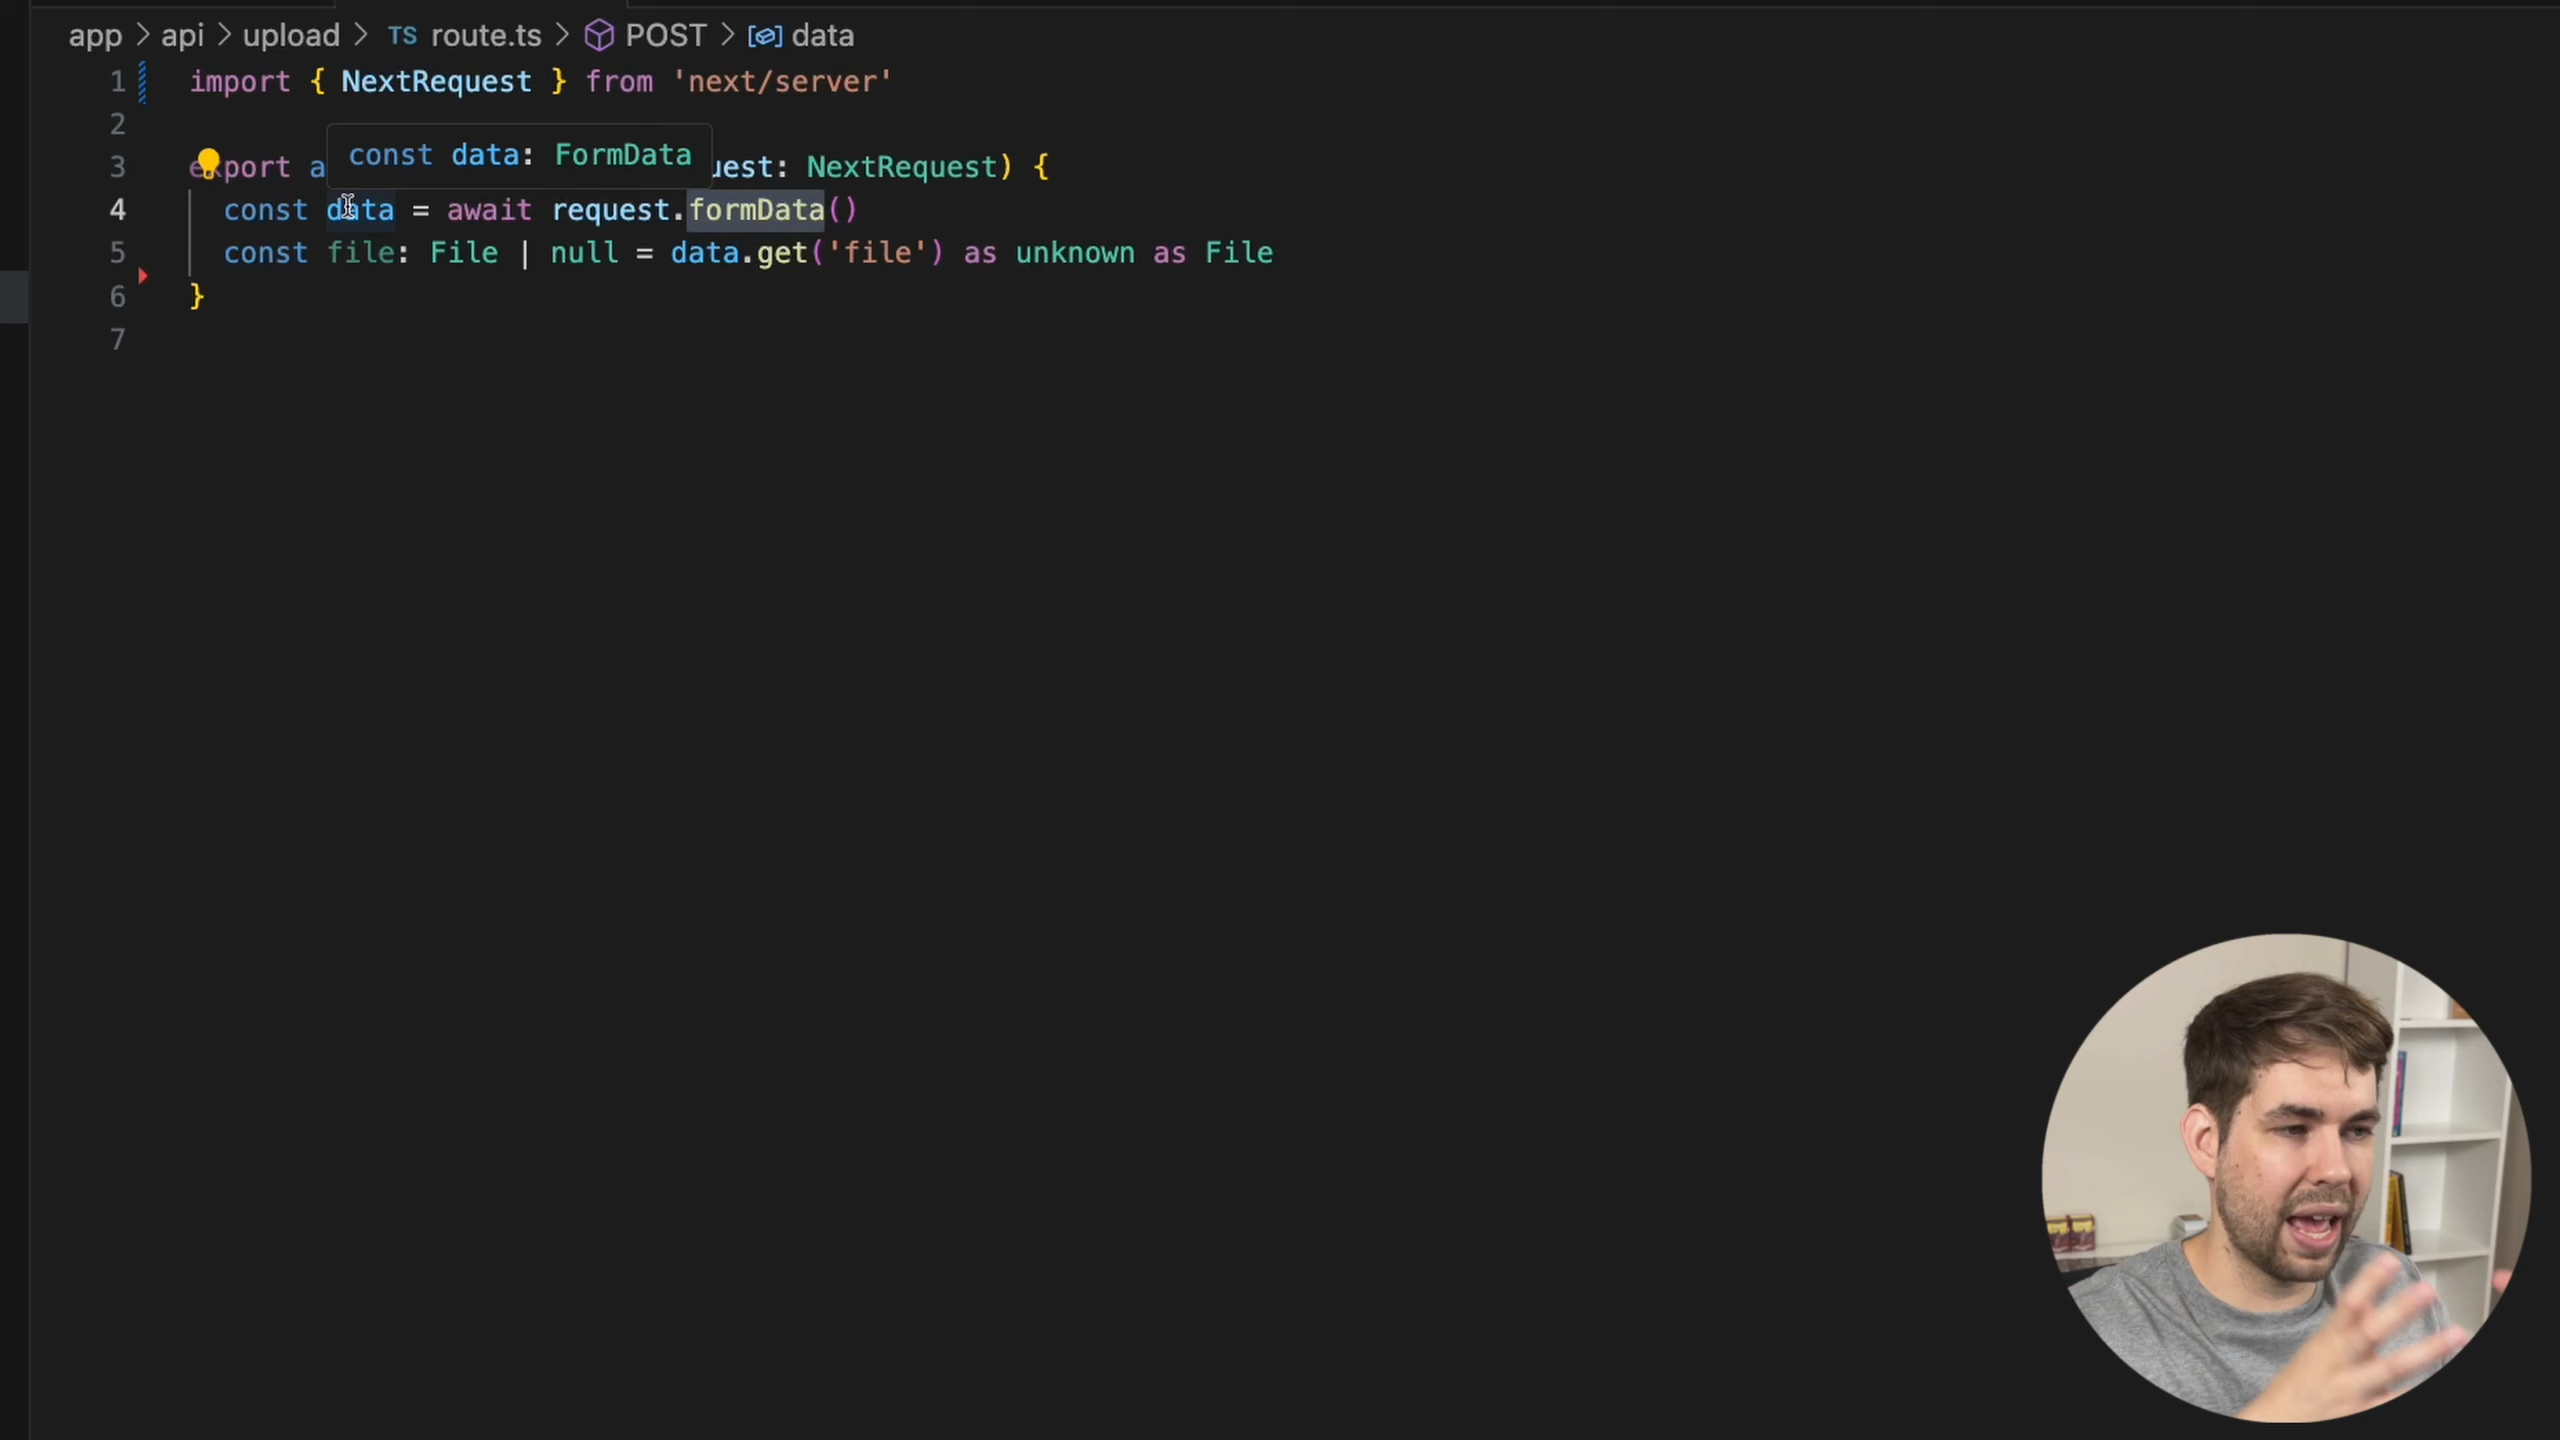 app > api > upload > TS route.ts > POST > data
1 import { NextRequest } from 'next/server'
2
const data: FormData
3 export a uest: NextRequest) {
4 const data = await request.formData()
5 const file: File | null = data.get('file') as unknown as File
6 }
7